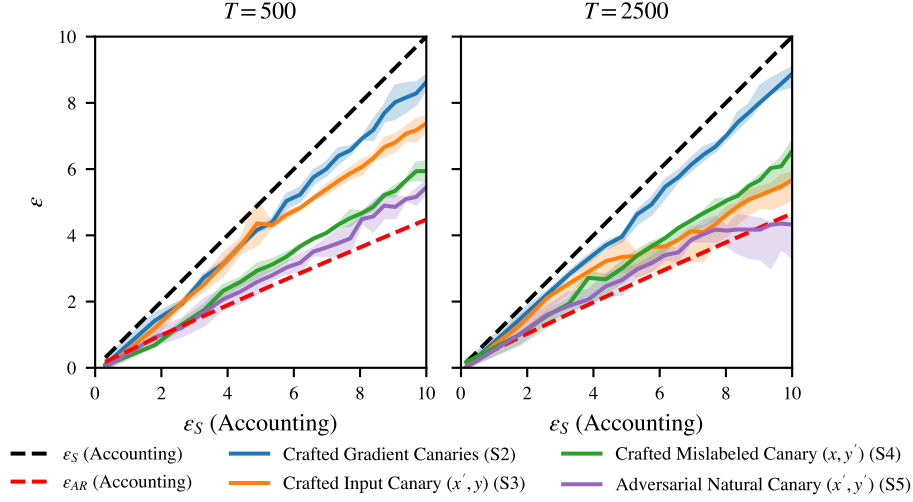 T = 500
T = 2500
10
8
6
4
2
0
ε
0 2 4 6 8 10
0 2 4 6 8 10
ε_S (Accounting)
ε_S (Accounting)
ε_S (Accounting)
Crafted Gradient Canaries (S2)
Crafted Mislabeled Canary (x, y′) (S4)
ε_AR (Accounting)
Crafted Input Canary (x′, y) (S3)
Adversarial Natural Canary (x′, y′) (S5)